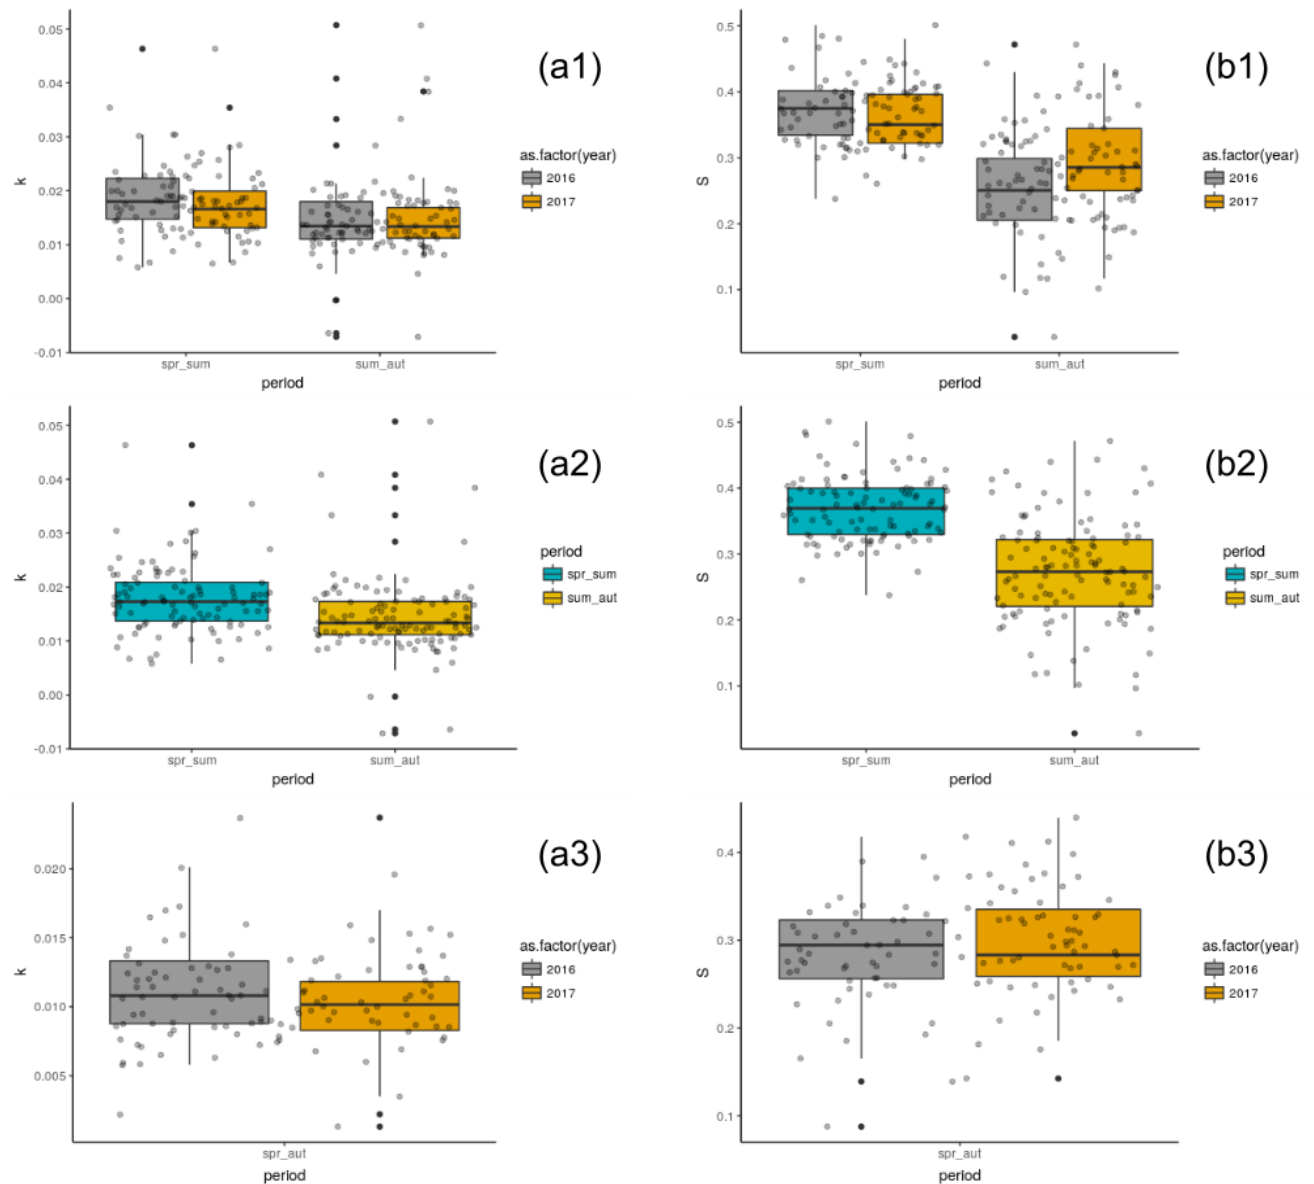 0.05
0.04
0.03
0.02
0.01
0.00
-0.01
k
spr_sum
sum_aut
period
(a1)
as.factor(year)
2016
2017
0.5
0.4
0.3
0.2
0.1
S
spr_sum
sum_aut
period
(b1)
as.factor(year)
2016
2017
0.05
0.04
0.03
0.02
0.01
0.00
-0.01
k
spr_sum
sum_aut
period
(a2)
period
spr_sum
sum_aut
0.5
0.4
0.3
0.2
0.1
S
spr_sum
sum_aut
period
(b2)
period
spr_sum
sum_aut
0.020
0.015
0.010
0.005
k
spr_aut
period
(a3)
as.factor(year)
2016
2017
0.4
0.3
0.2
0.1
S
spr_aut
period
(b3)
as.factor(year)
2016
2017